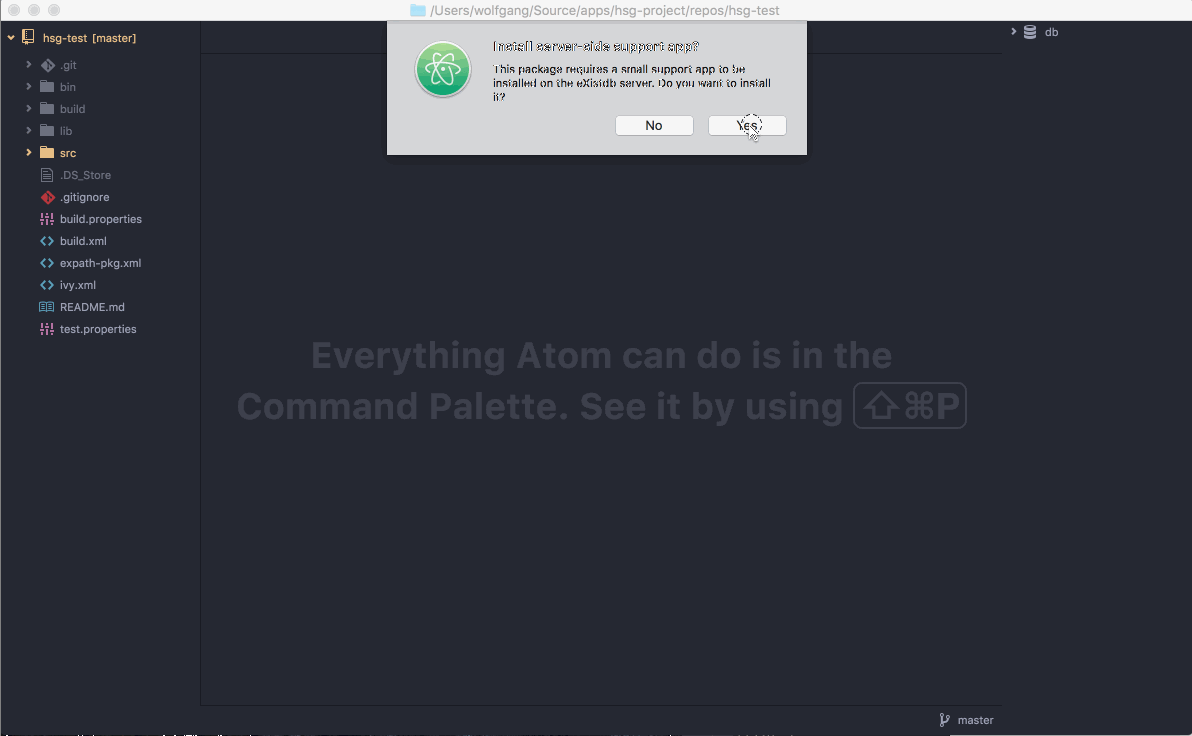 /Users/wolfgang/Source/apps/hsg-project/repos/hsg-test
hsg-test [master]
.git
bin
build
lib
src
.DS_Store
.gitignore
build.properties
build.xml
expath-pkg.xml
ivy.xml
README.md
test.properties
Install server-side support app?
This package requires a small support app to be
installed on the eXistdb server. Do you want to install
it?
No
Yes
Everything Atom can do is in the
Command Palette. See it by using ⇧⌘P
db
master